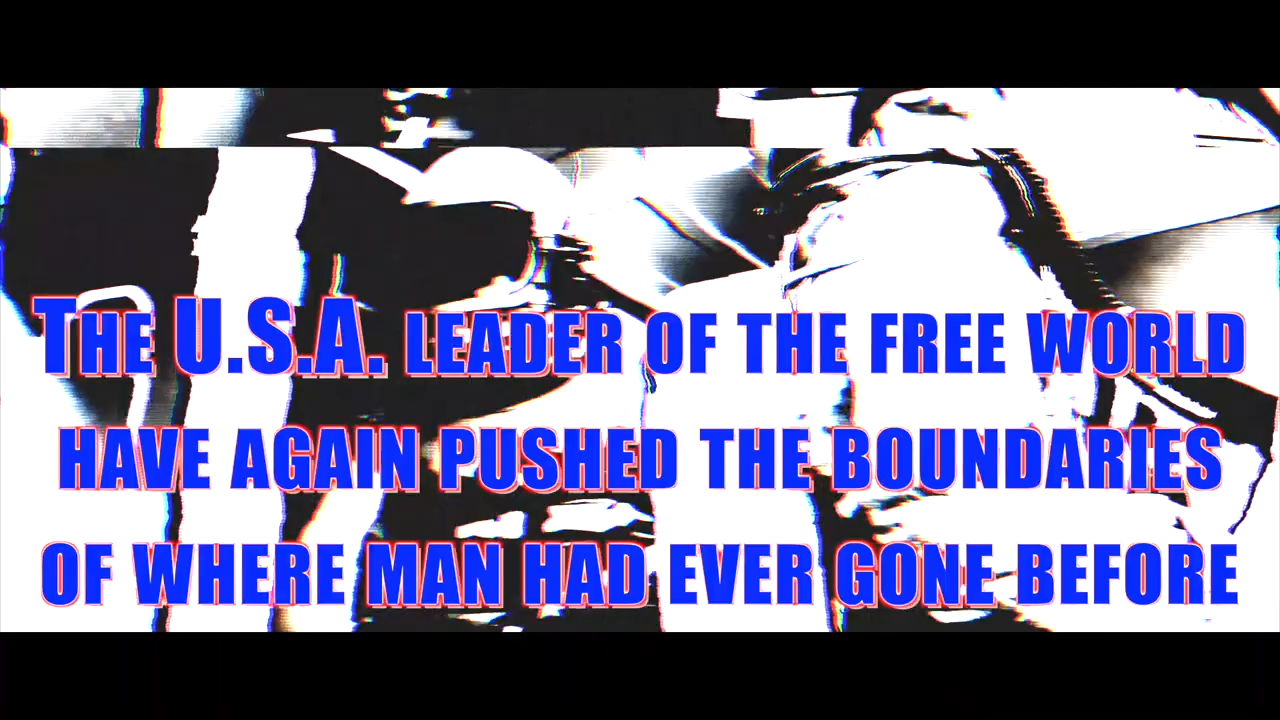 The U.S.A. LEADER OF THE FREE WORLD
HAVE AGAIN PUSHED THE BOUNDARIES
OF WHERE MAN HAD EVER GONE BEFORE